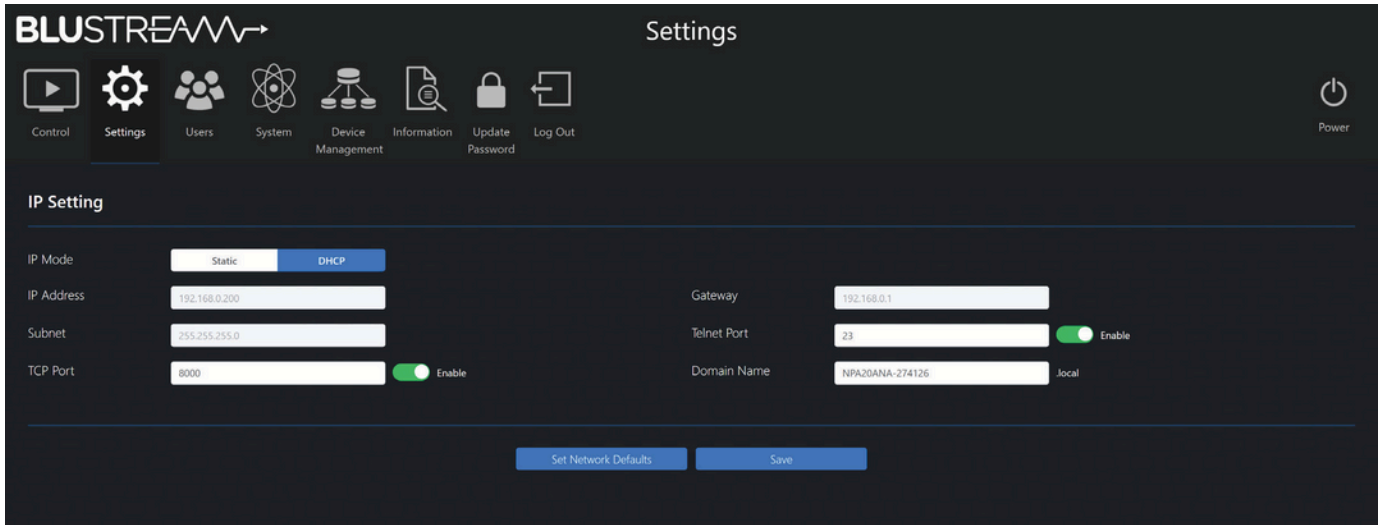 BLUSTREAM
Settings
Control
Settings
Users
System
Device
Management
Information
Update
Password
Log Out
Power
IP Setting
IP Mode
Static
DHCP
IP Address
192.168.0.200
Gateway
192.168.0.1
Subnet
255.255.255.0
Telnet Port
23
Enable
TCP Port
8000
Enable
Domain Name
NPA20ANA-274126
.local
Set Network Defaults
Save